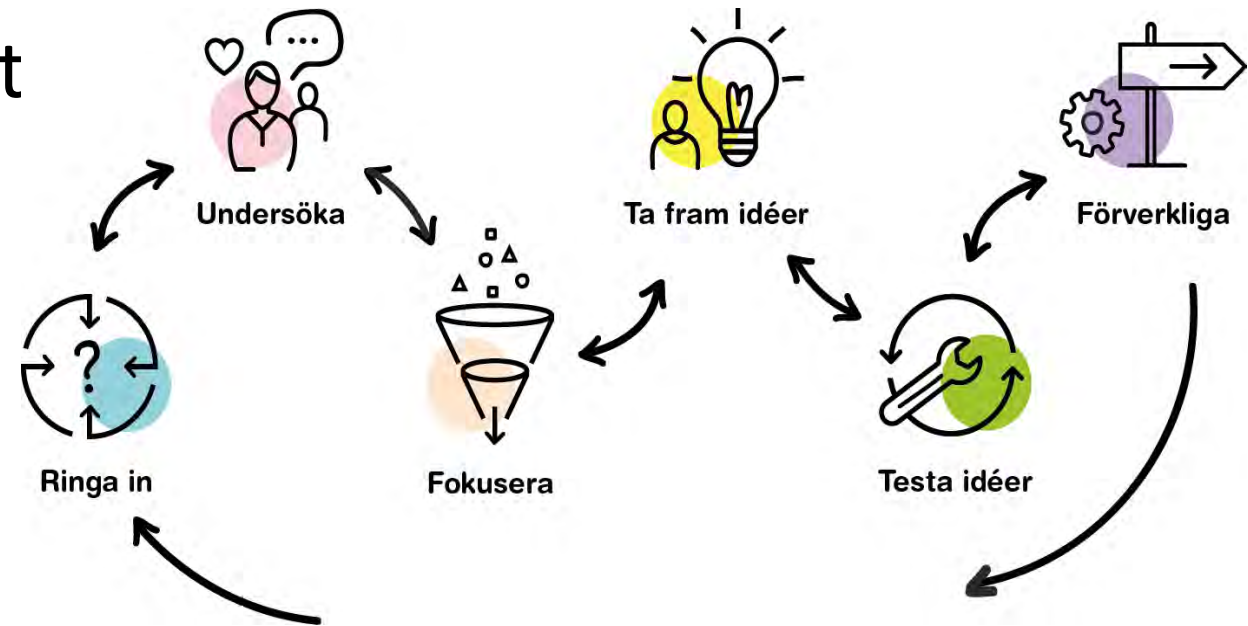 t
Undersöka
Ta fram idéer
Förverkliga
?
Ringa in
Fokusera
Testa idéer